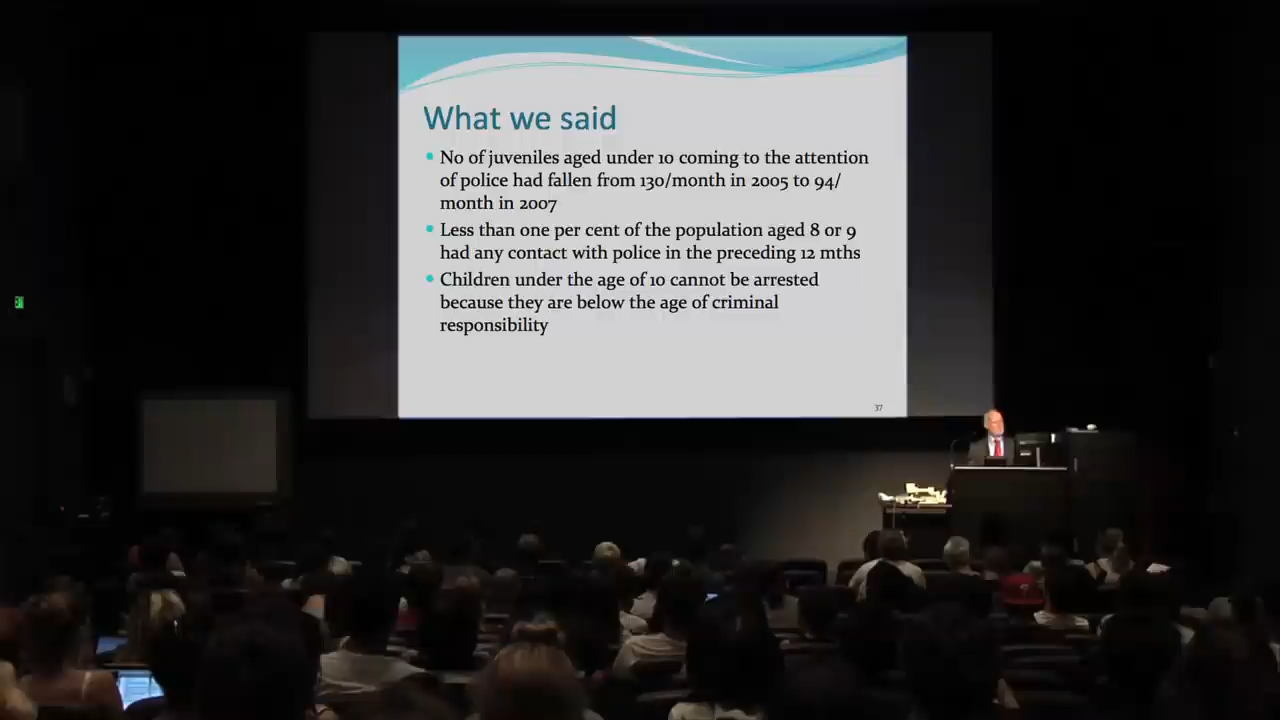 What we said
• No of juveniles aged under 10 coming to the attention
of police had fallen from 130/month in 2005 to 94/
month in 2007
• Less than one per cent of the population aged 8 or 9
had any contact with police in the preceding 12 mths
• Children under the age of 10 cannot be arrested
because they are below the age of criminal
responsibility
37